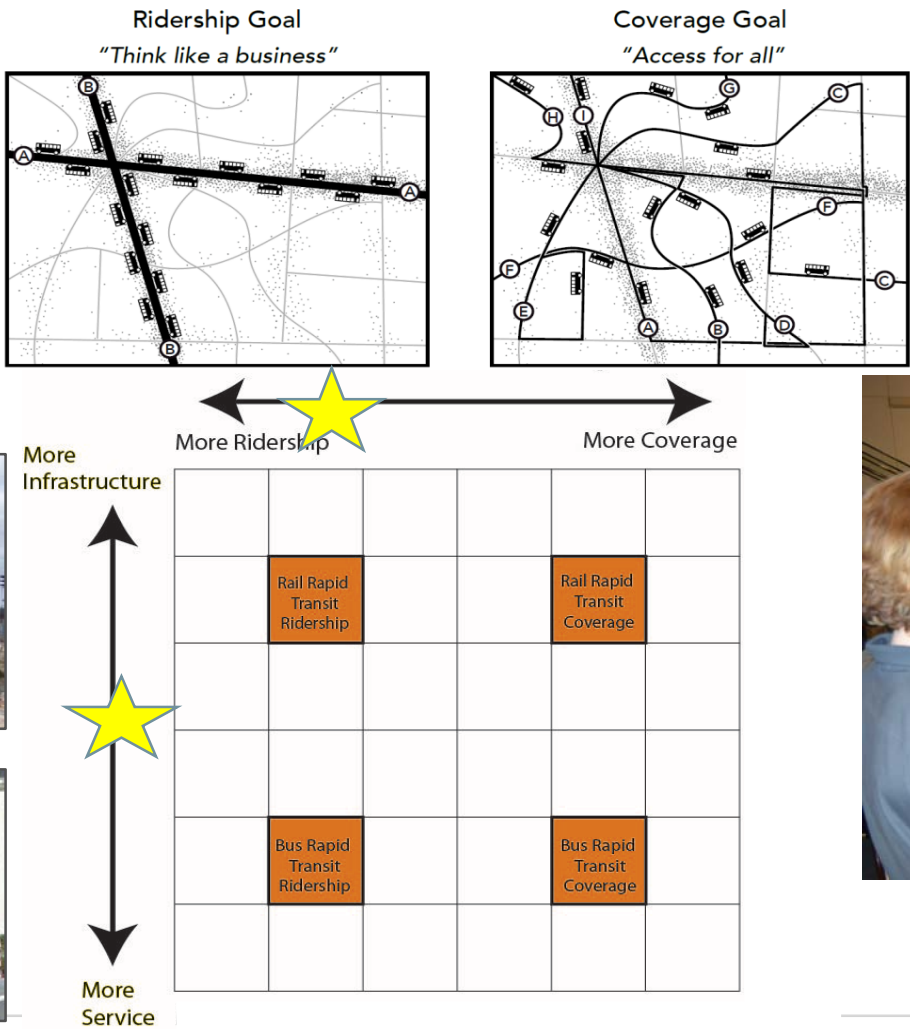 Ridership Goal
"Think like a business"
Coverage Goal
"Access for all"
B
A
A
B
G
C
H
I
F
F
C
E
A
B
D
More Ridership
More Coverage
More
Infrastructure
Rail Rapid
Transit
Ridership
Rail Rapid
Transit
Coverage
Bus Rapid
Transit
Ridership
Bus Rapid
Transit
Coverage
More
Service